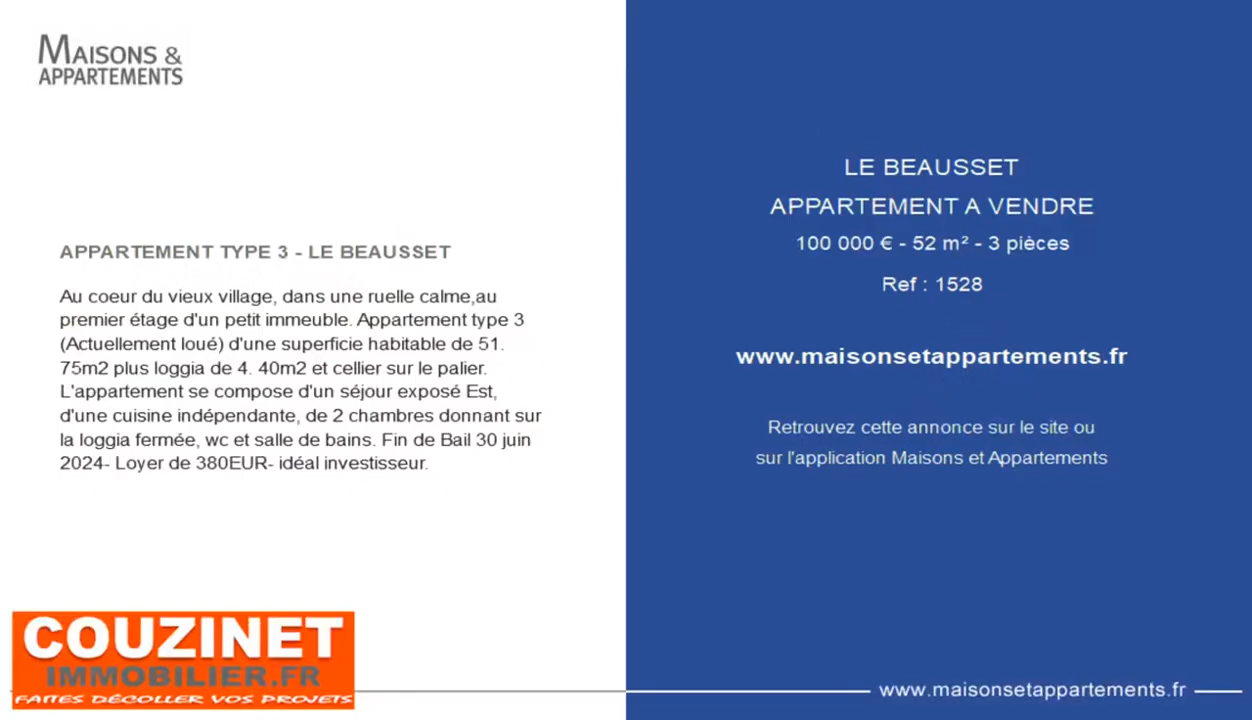 MAISONS &
APPARTEMENTS
APPARTEMENT TYPE 3 - LE BEAUSSET
Au coeur du vieux village, dans une ruelle calme,au
premier étage d'un petit immeuble. Appartement type 3
(Actuellement loué) d'une superficie habitable de 51.
75m2 plus loggia de 4. 40m2 et cellier sur le palier.
L'appartement se compose d'un séjour exposé Est,
d'une cuisine indépendante, de 2 chambres donnant sur
la loggia fermée, wc et salle de bains. Fin de Bail 30 juin
2024- Loyer de 380EUR- idéal investisseur.
COUZINET
IMMOBILIER.FR
FAITES DÉCOLLER VOS PROJETS
LE BEAUSSET
APPARTEMENT A VENDRE
100 000 € - 52 m² - 3 pièces
Ref : 1528
www.maisonsetappartements.fr
Retrouvez cette annonce sur le site ou
sur l'application Maisons et Appartements
www.maisonsetappartements.fr